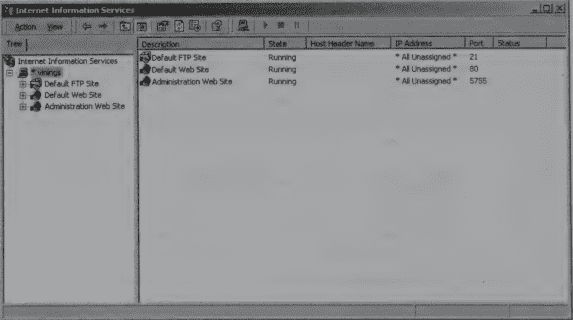 Internet Information Services
Action View
Tree
Internet Information Services
* vinings
Default FTP Site
Default Web Site
Administration Web Site
Description State Host Header Name IP Address Port Status
Default FTP Site Running * All Unassigned * 21
Default Web Site Running * All Unassigned * 80
Administration Web Site Running * All Unassigned * 5755